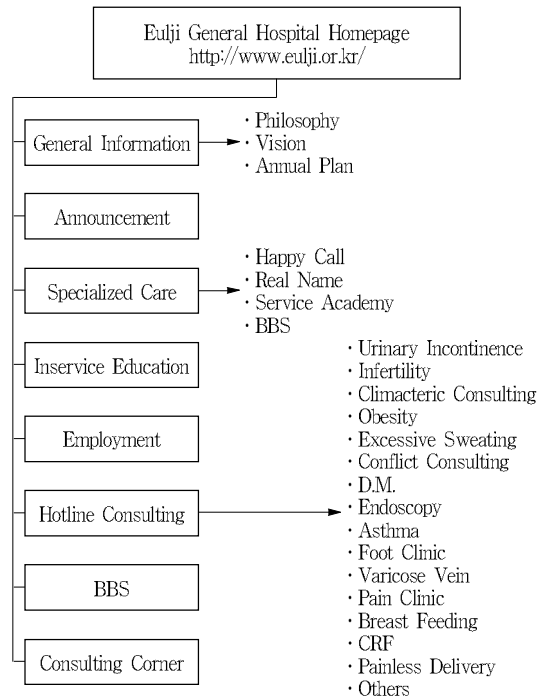 Eulji General Hospital Homepage
http://www.eulji.or.kr/
General Information
· Philosophy
· Vision
· Annual Plan
Announcement
Specialized Care
· Happy Call
· Real Name
· Service Academy
· BBS
Inservice Education
Employment
Hotline Consulting
· Urinary Incontinence
· Infertility
· Climacteric Consulting
· Obesity
· Excessive Sweating
· Conflict Consulting
· D.M.
· Endoscopy
· Asthma
· Foot Clinic
· Varicose Vein
· Pain Clinic
· Breast Feeding
· CRF
· Painless Delivery
· Others
BBS
Consulting Corner